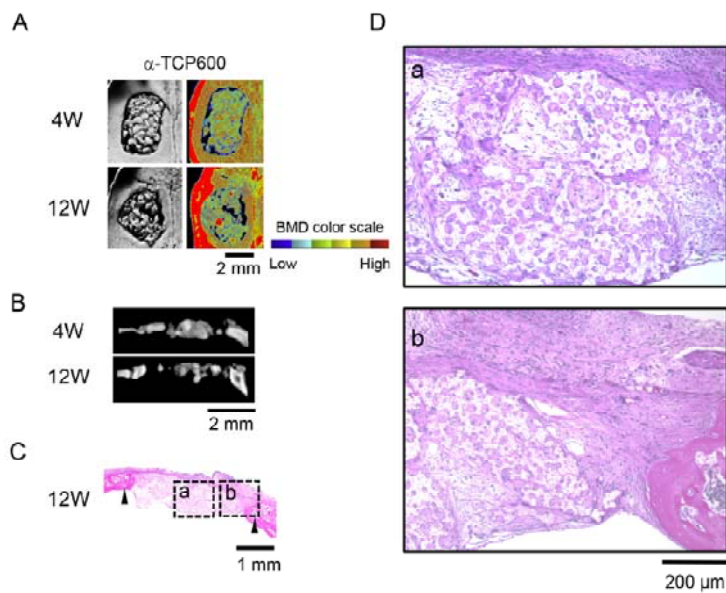 A
α-TCP600
4W
12W
BMD color scale
Low High
2 mm
B
4W
12W
2 mm
C
12W
a
b
1 mm
D
a
b
200 µm